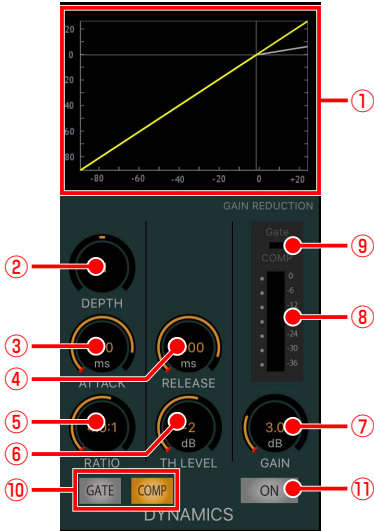 ①
20
0
20
40
60
80
-80 -60 -40 -20 0 +20
GAIN REDUCTION
Gate
⑨
COMP
②
DEPTH
0
-6
-12
⑧
-24
-30
-36
③
ms
ATTACK
④
ms
RELEASE
⑤
:1
RATIO
⑥
dB
TH LEVEL
3.0
dB
GAIN
⑦
⑩
GATE COMP
ON
⑪
DYNAMICS